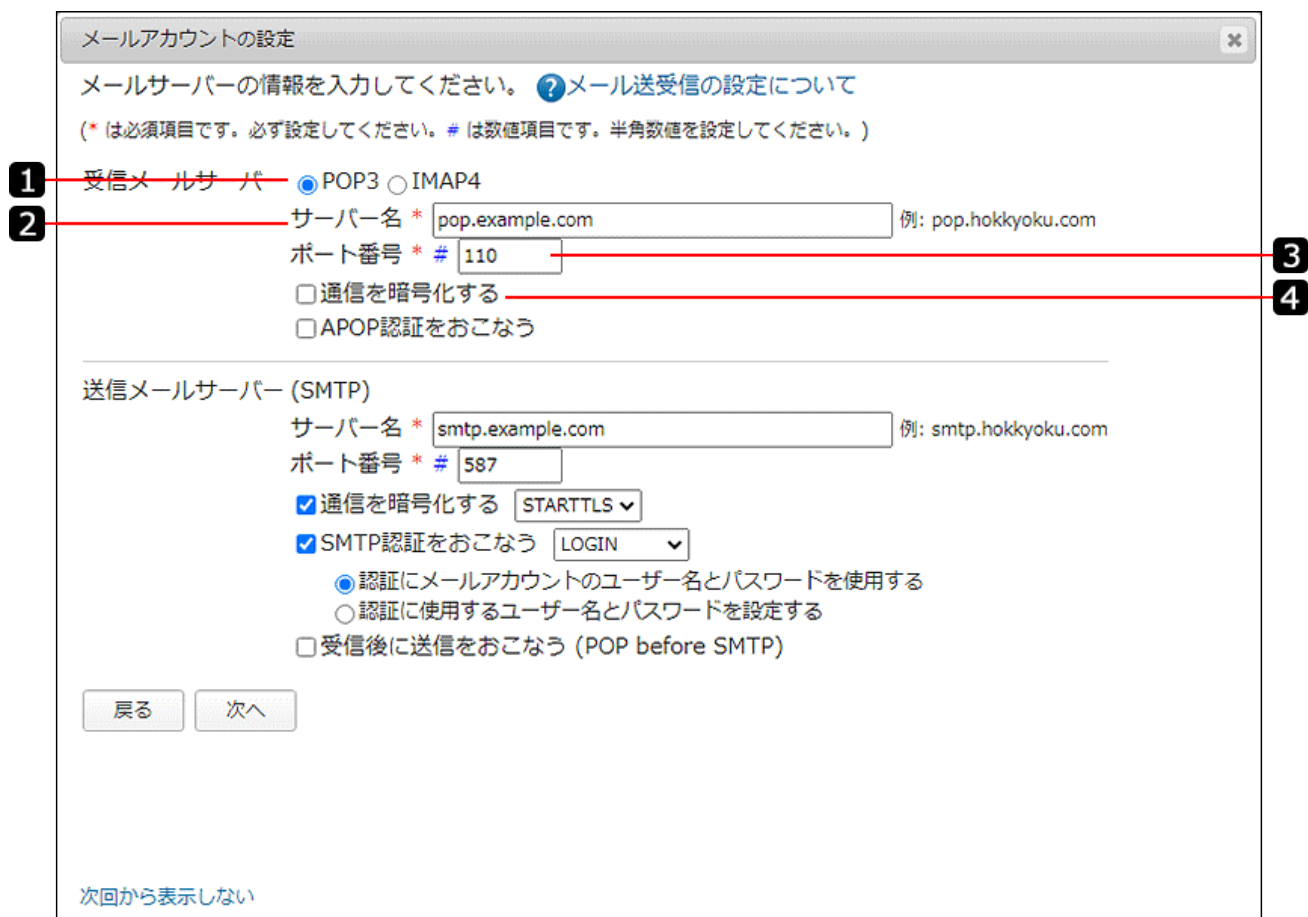 メールアカウントの設定
メールサーバーの情報を入力してください。 ?メール送受信の設定について
(* は必須項目です。必ず設定してください。# は数値項目です。半角数値を設定してください。)
1 受信メールサーバー POP3 IMAP4
2 サーバー名 * pop.example.com 例: pop.hokkyoku.com
ポート番号 * # 110 3
通信を暗号化する 4
APOP認証をおこなう
送信メールサーバー (SMTP)
サーバー名 * smtp.example.com 例: smtp.hokkyoku.com
ポート番号 * # 587
通信を暗号化する STARTTLS
SMTP認証をおこなう LOGIN
認証にメールアカウントのユーザー名とパスワードを使用する
認証に使用するユーザー名とパスワードを設定する
受信後に送信をおこなう (POP before SMTP)
戻る 次へ
次回から表示しない